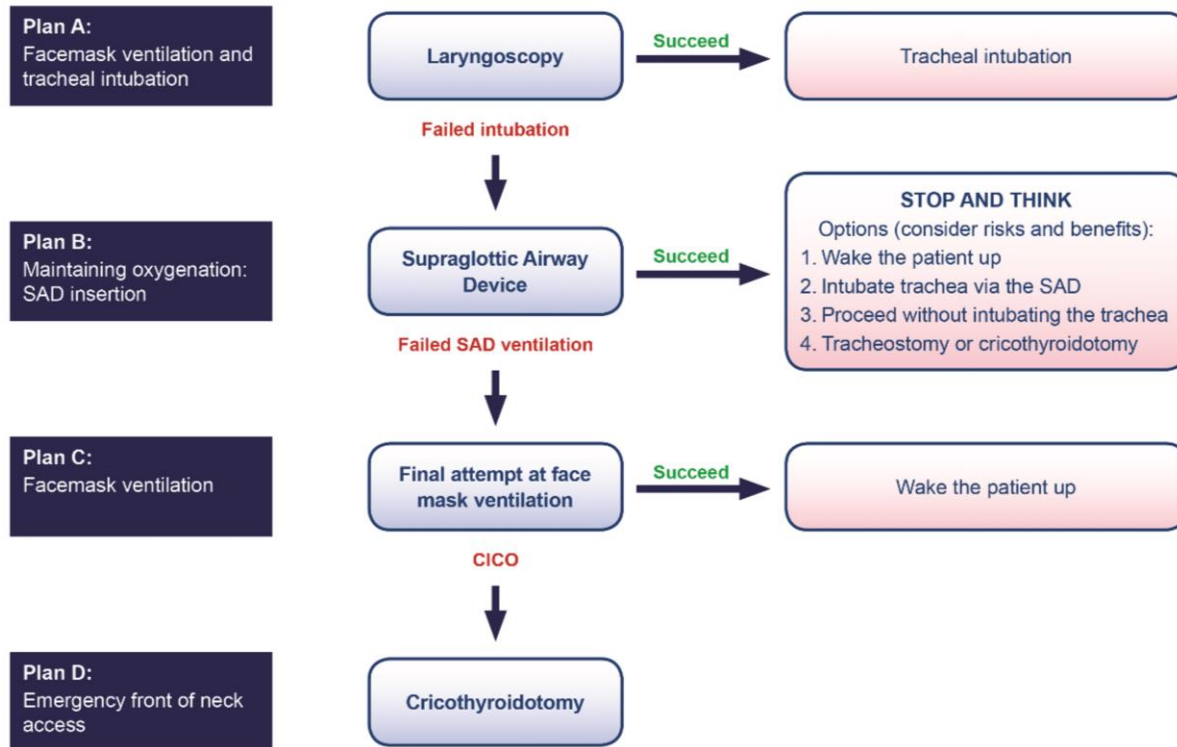 Plan A:
Facemask ventilation and
tracheal intubation
Laryngoscopy
Succeed
Tracheal intubation
Failed intubation
Plan B:
Maintaining oxygenation:
SAD insertion
Supraglottic Airway
Device
Succeed
STOP AND THINK
Options (consider risks and benefits):
1. Wake the patient up
2. Intubate trachea via the SAD
3. Proceed without intubating the trachea
4. Tracheostomy or cricothyroidotomy
Failed SAD ventilation
Plan C:
Facemask ventilation
Final attempt at face
mask ventilation
Succeed
Wake the patient up
CICO
Plan D:
Emergency front of neck
access
Cricothyroidotomy